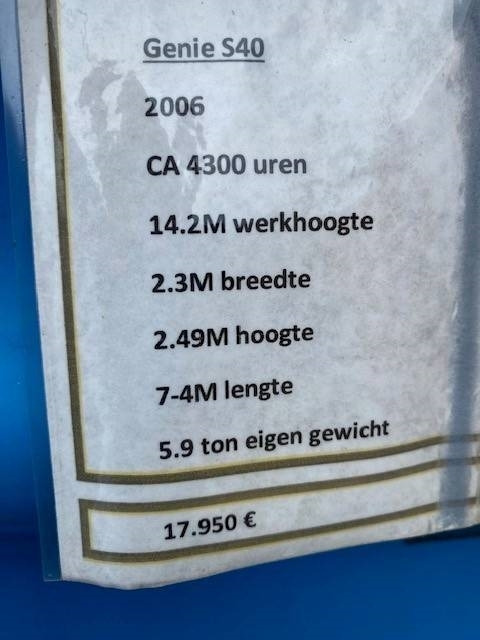 Genie S40
2006
CA 4300 uren
14.2M werkhoogte
2.3M breedte
2.49M hoogte
7-4M lengte
5.9 ton eigen gewicht
17.950 €